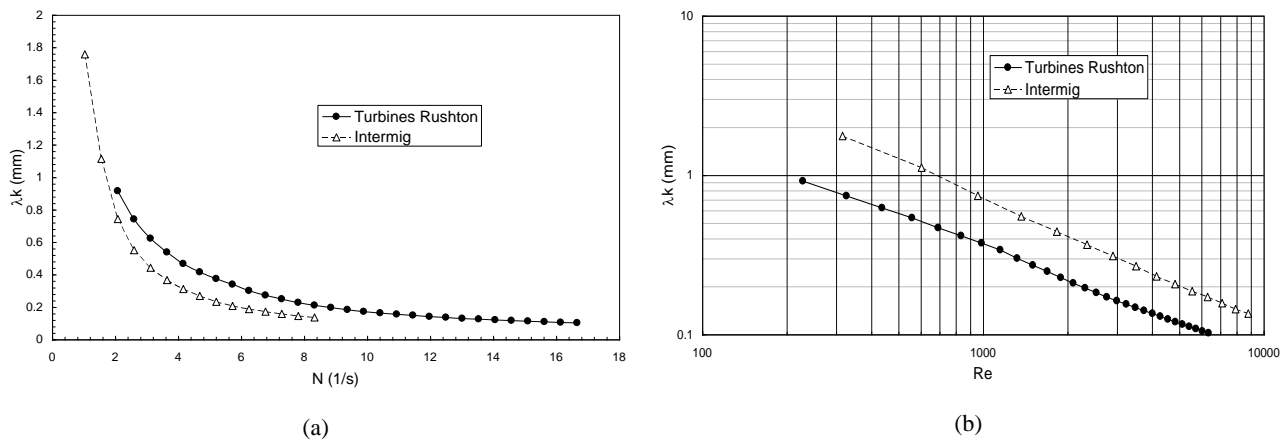 2
1.8
1.6
1.4
1.2
1
0.8
0.6
0.4
0.2
0
λk (mm)
Turbines Rushton
Intermig
0 2 4 6 8 10 12 14 16 18
N (1/s)
(a)
10
1
0.1
λk (mm)
Turbines Rushton
Intermig
100 1000 10000
Re
(b)